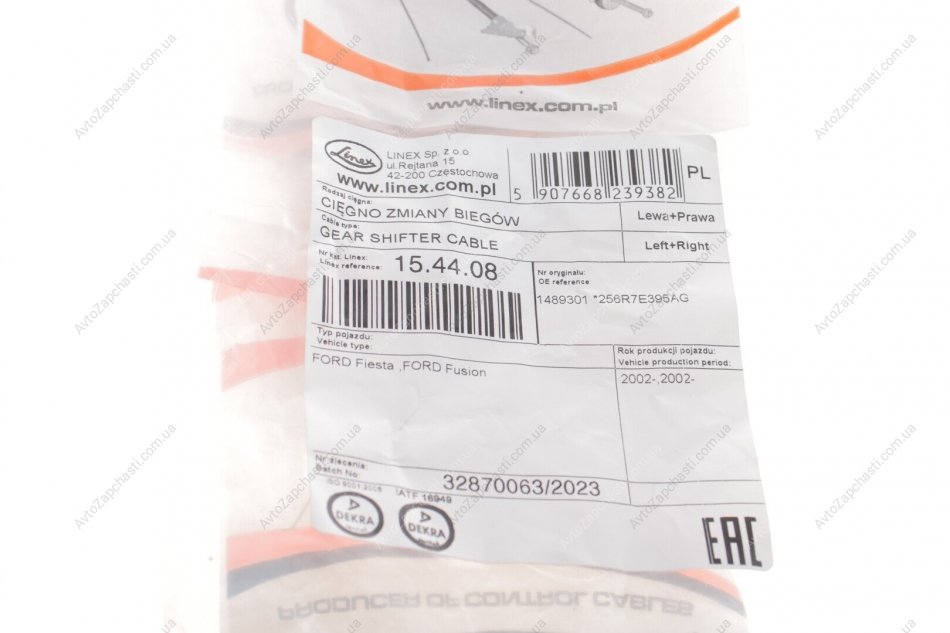 www.linex.com.pl
Linex
LINEX Sp. z o.o.
ul.Rejtana 15
42-200 Częstochowa
www.linex.com.pl
5 907668 239382
PL
Rodzaj cięgna:
CIĘGNO ZMIANY BIEGÓW
Lewa+Prawa
Cable type:
GEAR SHIFTER CABLE
Left+Right
Nr kat. Linex:
Linex reference:
15.44.08
Nr oryginału:
OE reference
1489301 *256R7E395AG
Typ pojazdu:
Vehicle type:
FORD Fiesta ,FORD Fusion
Rok produkcji pojazdu:
Vehicle production period:
2002-,2002-
Nr zlecenia:
Batch No:
32870063/2023
ISO 9001:2008
IATF 16949
DEKRA
DEKRA
EAC
PRODUCER OF CONTROL CABLES
AvtoZapchasti.com.ua